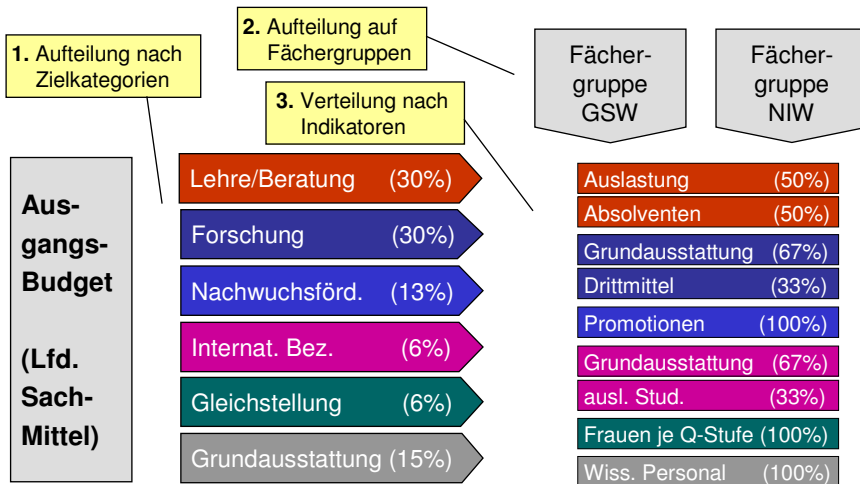 1. Aufteilung nach
Zielkategorien
2. Aufteilung auf
Fächergruppen
3. Verteilung nach
Indikatoren
Fächer-
gruppe
GSW
Fächer-
gruppe
NIW
Aus-
gangs-
Budget
(Lfd.
Sach-
Mittel)
Lehre/Beratung (30%)
Forschung (30%)
Nachwuchsförd. (13%)
Internat. Bez. (6%)
Gleichstellung (6%)
Grundausstattung (15%)
Auslastung (50%)
Absolventen (50%)
Grundausstattung (67%)
Drittmittel (33%)
Promotionen (100%)
Grundausstattung (67%)
ausl. Stud. (33%)
Frauen je Q-Stufe (100%)
Wiss. Personal (100%)